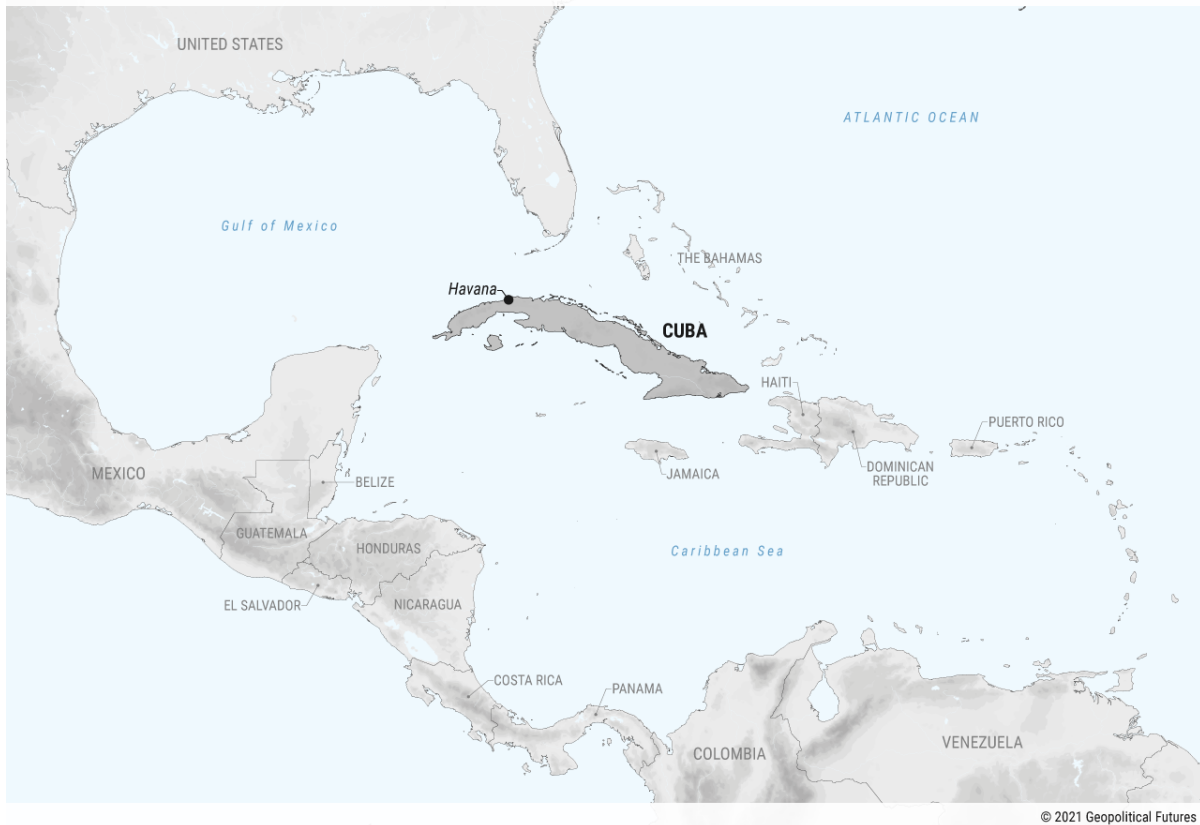 UNITED STATES
ATLANTIC OCEAN
Gulf of Mexico
THE BAHAMAS
Havana
CUBA
HAITI
PUERTO RICO
MEXICO
BELIZE
JAMAICA
DOMINICAN
REPUBLIC
GUATEMALA
HONDURAS
Caribbean Sea
EL SALVADOR
NICARAGUA
COSTA RICA
PANAMA
COLOMBIA
VENEZUELA
© 2021 Geopolitical Futures